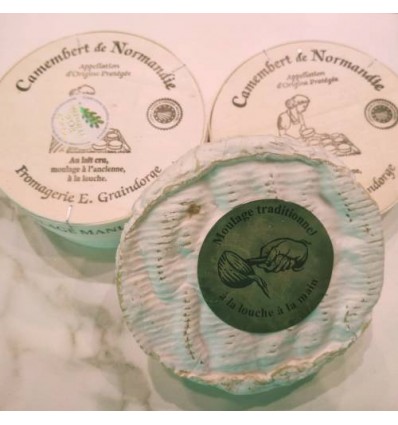 Camembert de Normandie
Appellation
d'Origine Protégée
Au lait cru,
moulage à l'ancienne,
à la louche.
Fromagerie E. Graindorge
Camembert de Normandie
Appellation
d'Origine Protégée
Graindorge
Moulage traditionnel
à la louche à la main